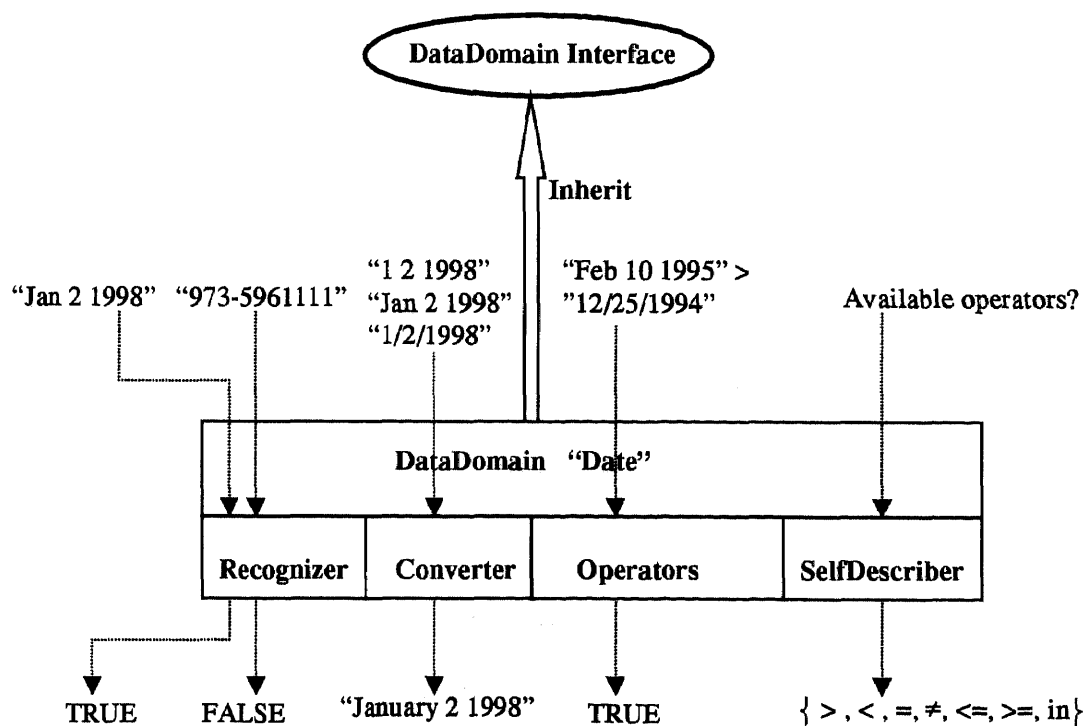 DataDomain Interface
Inherit
“1 2 1998” “Feb 10 1995” >
“Jan 2 1998” “973-5961111” “Jan 2 1998” ”12/25/1994” Available operators?
“1/2/1998”
DataDomain “Date”
Recognizer Converter Operators SelfDescriber
TRUE FALSE “January 2 1998” TRUE { > , < , =, ≠, <=, >=, in}